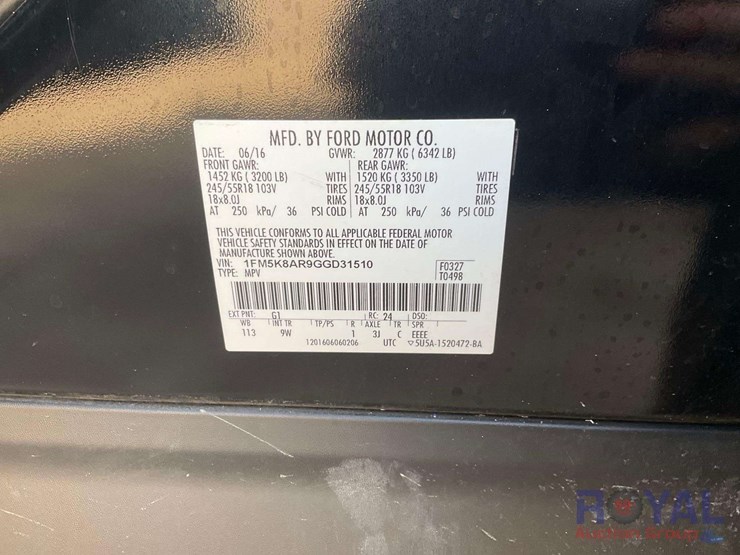 MFD. BY FORD MOTOR CO.
DATE: 06/16 GVWR: 2877 KG ( 6342 LB)
FRONT GAWR: REAR GAWR:
1452 KG ( 3200 LB) WITH 1520 KG ( 3350 LB) WITH
245/55R18 103V TIRES 245/55R18 103V TIRES
18x8.0J RIMS 18x8.0J RIMS
AT 250 kPa/ 36 PSI COLD AT 250 kPa/ 36 PSI COLD
THIS VEHICLE CONFORMS TO ALL APPLICABLE FEDERAL MOTOR
VEHICLE SAFETY STANDARDS IN EFFECT ON THE DATE OF
MANUFACTURE SHOWN ABOVE.
VIN: 1FM5K8AR9GGD31510 F0327
TYPE: MPV T0498
EXT PNT: G1 RC: 24 DSO:
WB INT TR TP/PS R AXLE TR SPR
113 9W 1 3J C EEEE
1201606060206 UTC ▽5U5A-1520472-BA
ROYAL
Auction Group